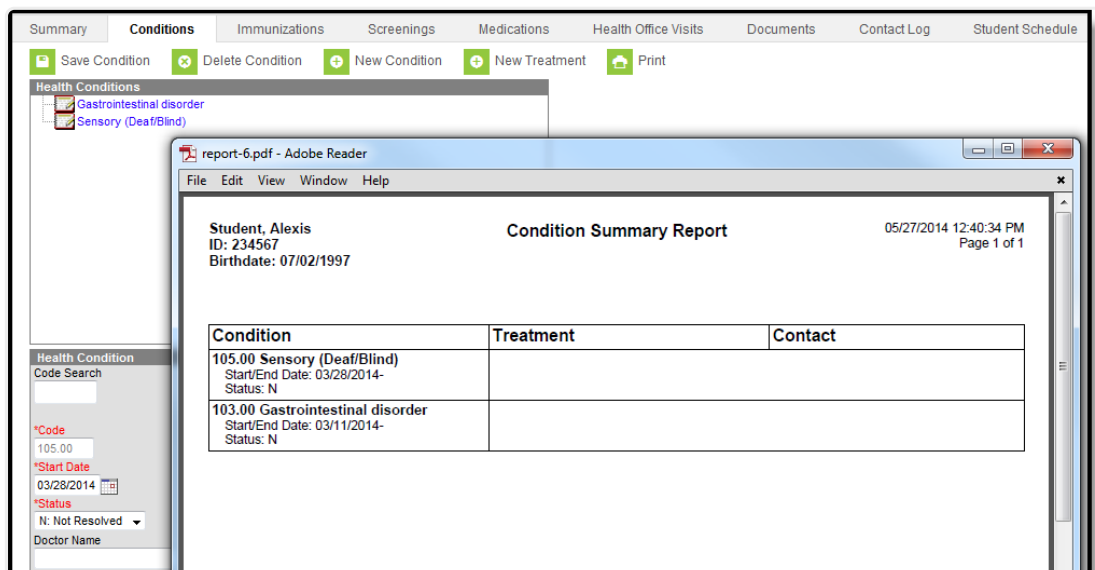 Summary Conditions Immunizations Screenings Medications Health Office Visits Documents Contact Log Student Schedule
Save Condition Delete Condition New Condition New Treatment Print
Health Conditions
Gastrointestinal disorder
Sensory (Deaf/Blind)
report-6.pdf - Adobe Reader
File Edit View Window Help
Student, Alexis
ID: 234567
Birthdate: 07/02/1997
Condition Summary Report
05/27/2014 12:40:34 PM
Page 1 of 1
Condition Treatment Contact
105.00 Sensory (Deaf/Blind)
Start/End Date: 03/28/2014-
Status: N
103.00 Gastrointestinal disorder
Start/End Date: 03/11/2014-
Status: N
Health Condition
Code Search
*Code
105.00
*Start Date
03/28/2014
*Status
N: Not Resolved
Doctor Name